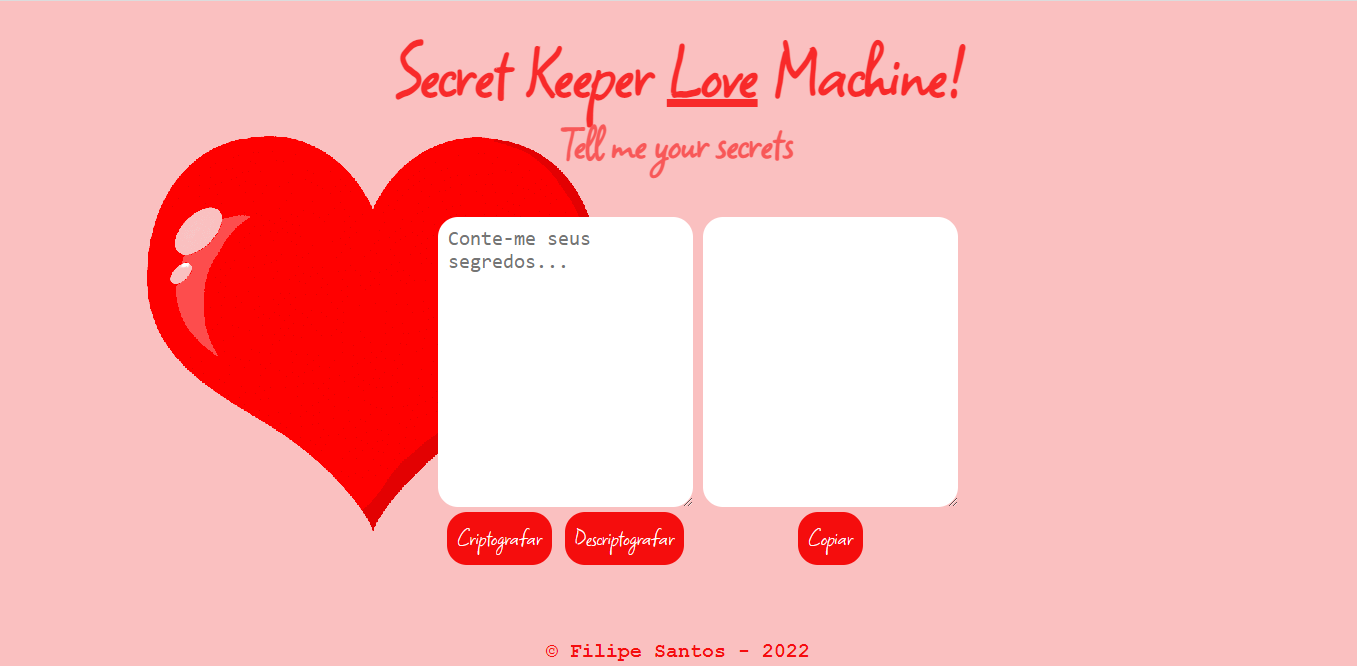 Secret Keeper Love Machine!
Tell me your secrets
Conte-me seus
segredos...
Criptografar
Descriptografar
Copiar
© Filipe Santos - 2022